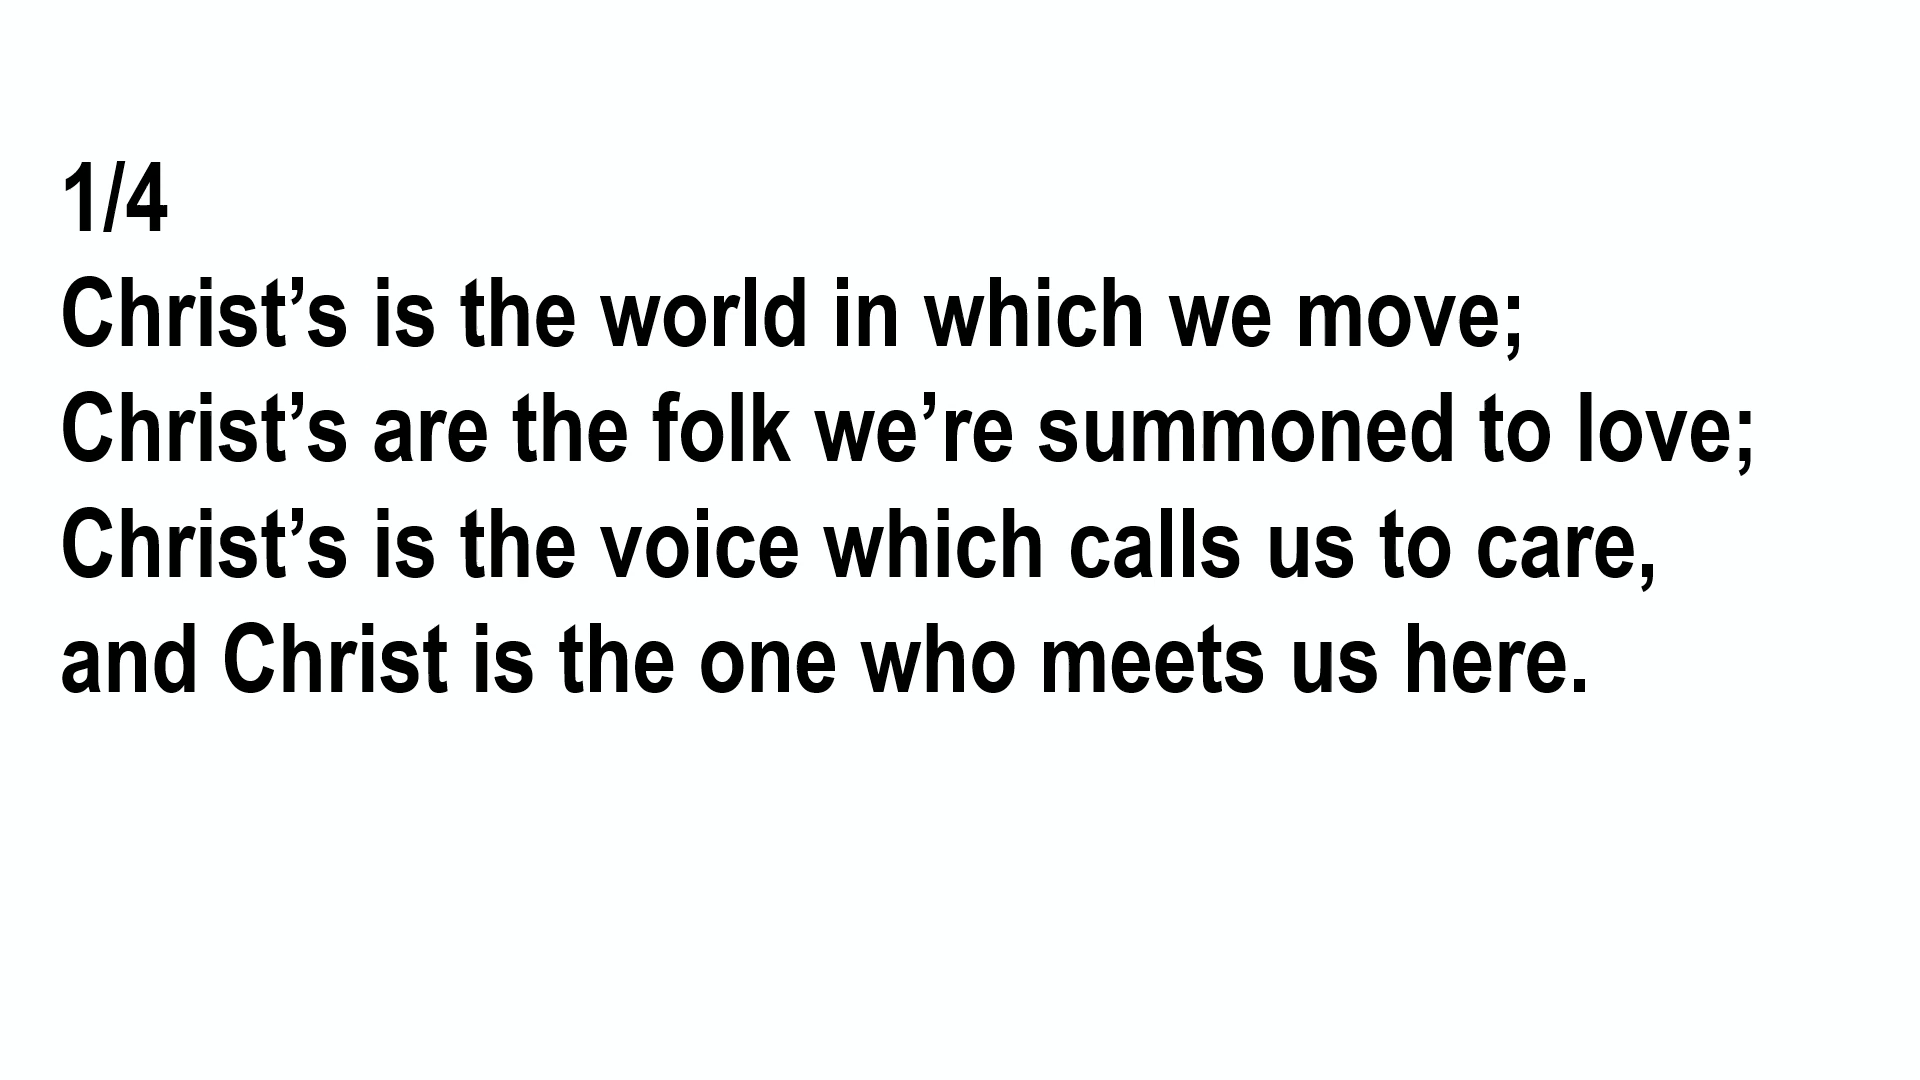 1/4
Christ’s is the world in which we move;
Christ’s are the folk we’re summoned to love;
Christ’s is the voice which calls us to care,
and Christ is the one who meets us here.